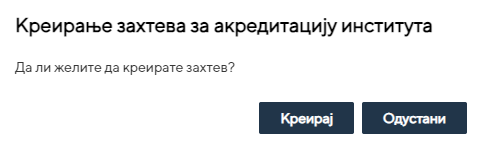 Креирање захтева за акредитацију института
Да ли желите да креирате захтев?
Креирај Одустани